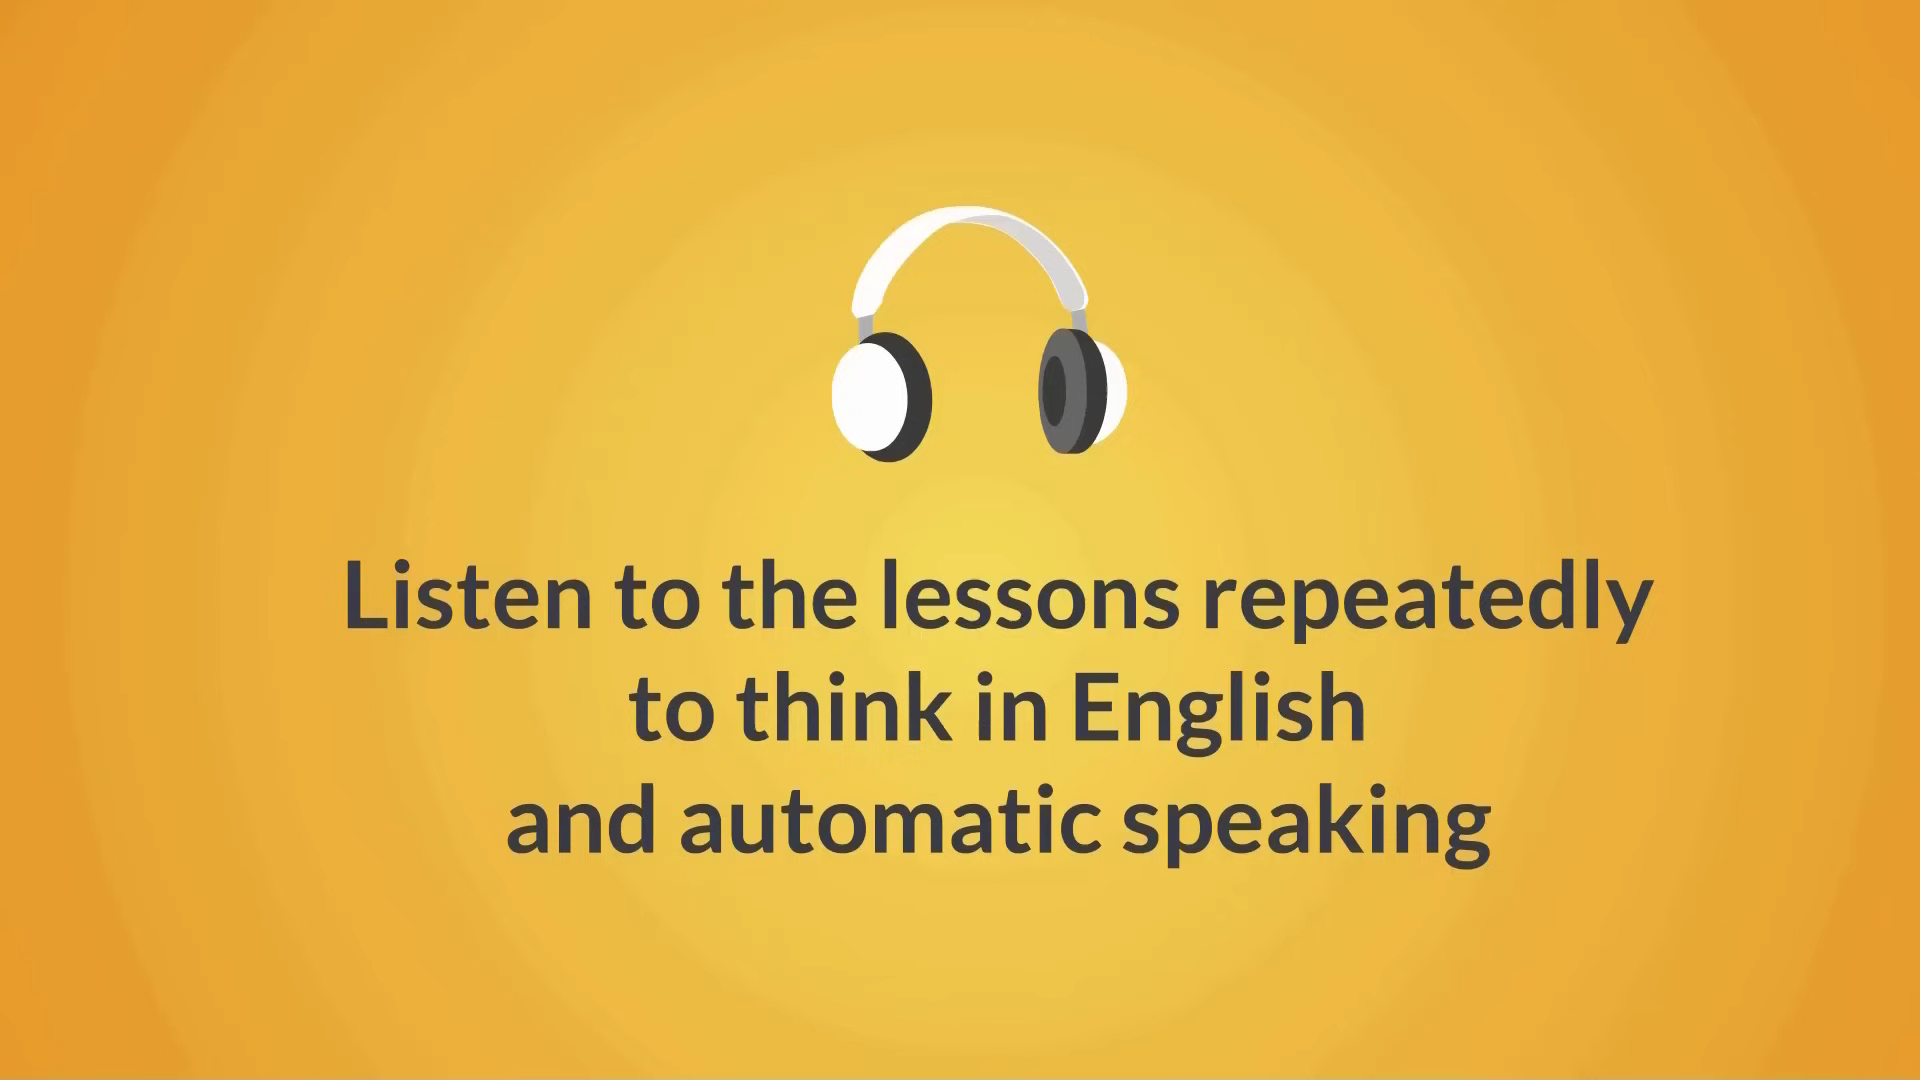 Listen to the lessons repeatedly
to think in English
and automatic speaking